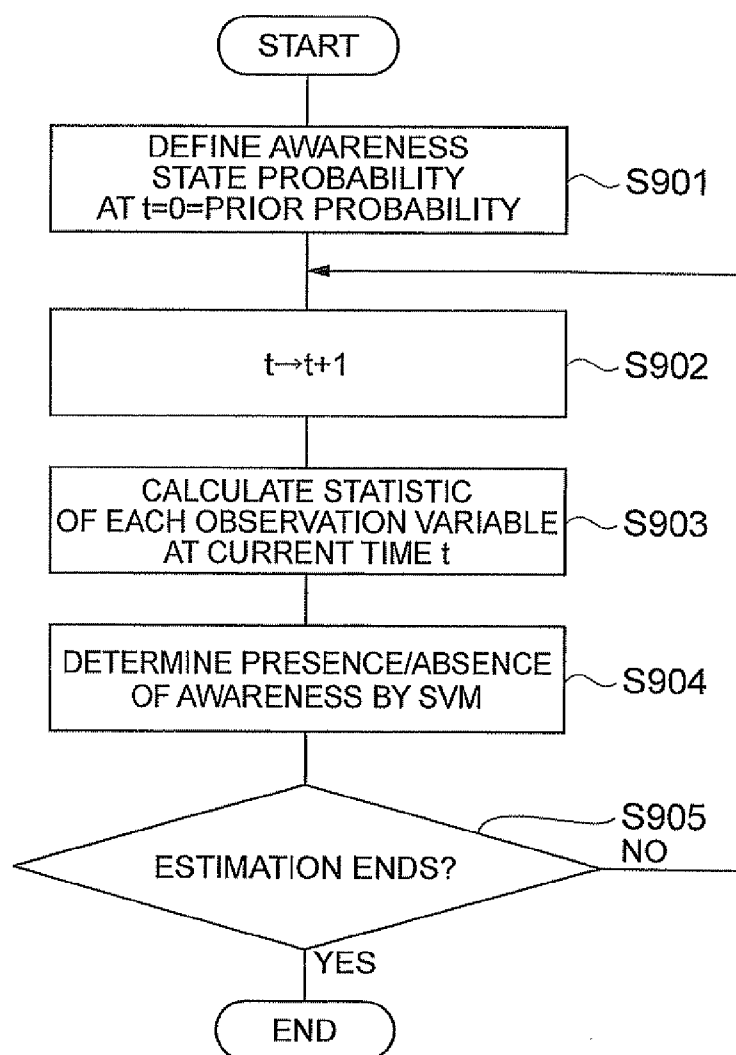 START
DEFINE AWARENESS
STATE PROBABILITY
AT t=0=PRIOR PROBABILITY
S901
t→t+1
S902
CALCULATE STATISTIC
OF EACH OBSERVATION VARIABLE
AT CURRENT TIME t
S903
DETERMINE PRESENCE/ABSENCE
OF AWARENESS BY SVM
S904
ESTIMATION ENDS?
S905
NO
YES
END